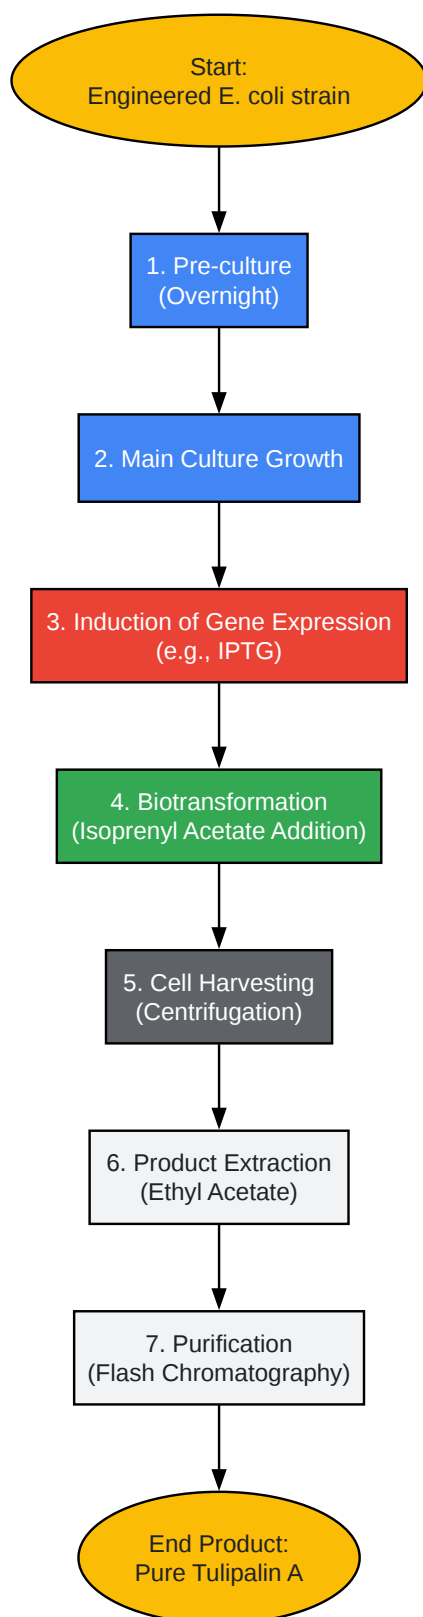 Start:
Engineered E. coli strain
1. Pre-culture
(Overnight)
2. Main Culture Growth
3. Induction of Gene Expression
(e.g., IPTG)
4. Biotransformation
(Isoprenyl Acetate Addition)
5. Cell Harvesting
(Centrifugation)
6. Product Extraction
(Ethyl Acetate)
7. Purification
(Flash Chromatography)
End Product:
Pure Tulipalin A